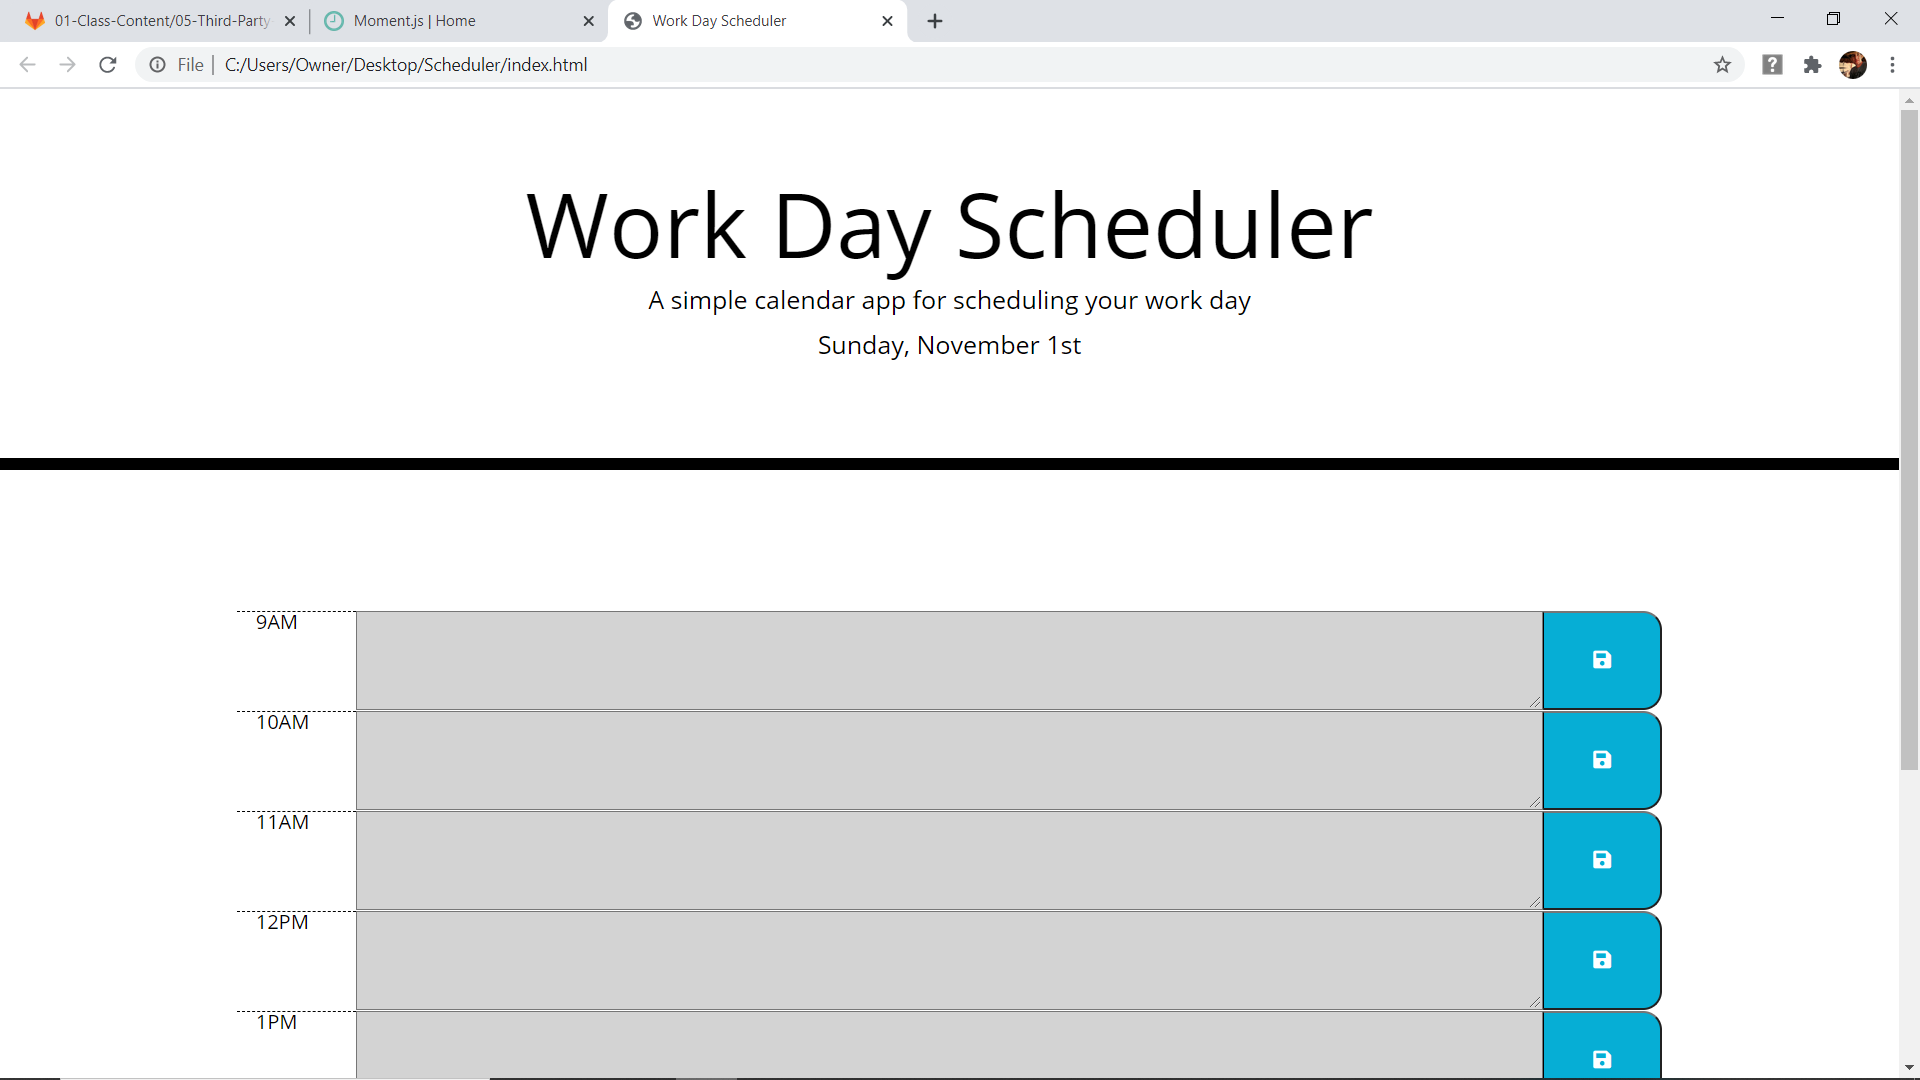 01-Class-Content/05-Third-Party
Moment.js | Home
Work Day Scheduler
File
C:/Users/Owner/Desktop/Scheduler/index.html
Work Day Scheduler
A simple calendar app for scheduling your work day
Sunday, November 1st
9AM
10AM
11AM
12PM
1PM